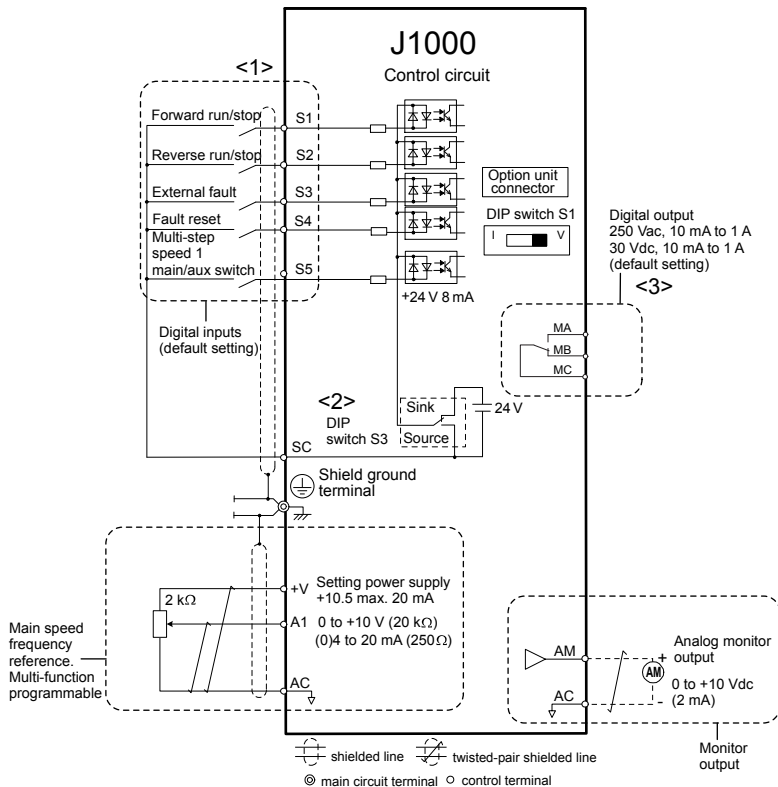 J1000
Control circuit
<1>
Forward run/stop
S1
Reverse run/stop
S2
External fault
S3
Fault reset
S4
Multi-step
speed 1
main/aux switch
S5
Digital inputs
(default setting)
+24 V 8 mA
Option unit
connector
DIP switch S1
I
V
Digital output
250 Vac, 10 mA to 1 A
30 Vdc, 10 mA to 1 A
(default setting)
<3>
MA
MB
MC
<2>
DIP
switch S3
Sink
Source
24 V
SC
Shield ground
terminal
2 kΩ
+V
Setting power supply
+10.5 max. 20 mA
A1
0 to +10 V (20 kΩ)
(0)4 to 20 mA (250 Ω)
AC
Main speed
frequency
reference.
Multi-function
programmable
AM
+
AM
Analog monitor
output
0 to +10 Vdc
(2 mA)
AC
-
Monitor
output
shielded line
twisted-pair shielded line
main circuit terminal
control terminal